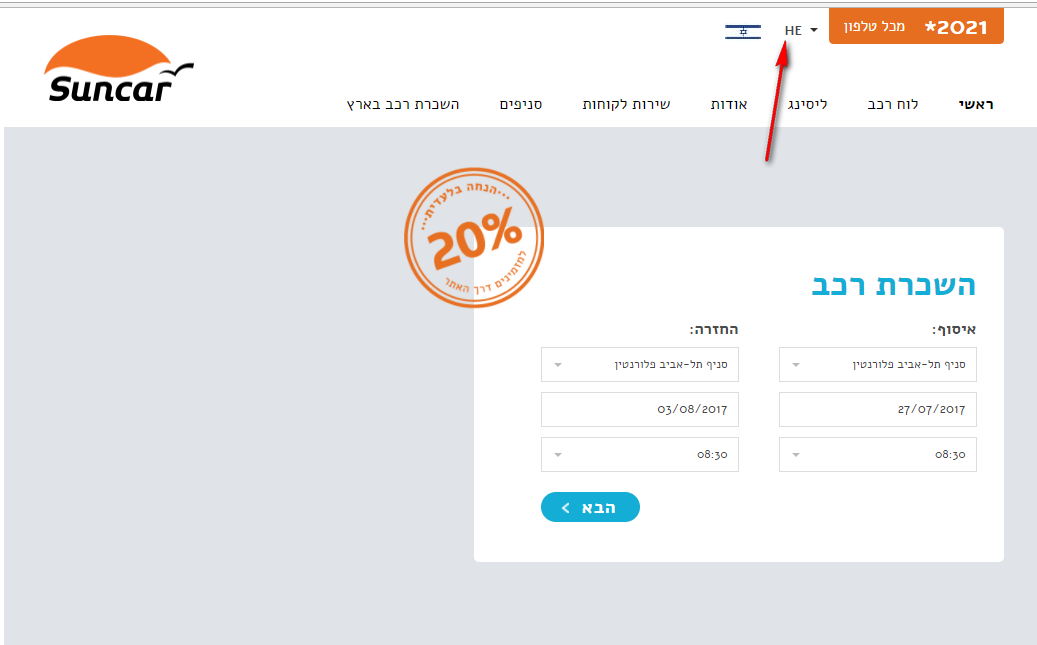 *2021 מכל טלפון
HE
Suncar
ראשי
לוח רכב
ליסינג
אודות
שירות לקוחות
סניפים
השכרת רכב בארץ
...הנחה בלעדית...
20%
למזמינים דרך האתר
השכרת רכב
איסוף:
החזרה:
סניף תל-אביב פלורנטין
סניף תל-אביב פלורנטין
27/07/2017
03/08/2017
08:30
08:30
הבא